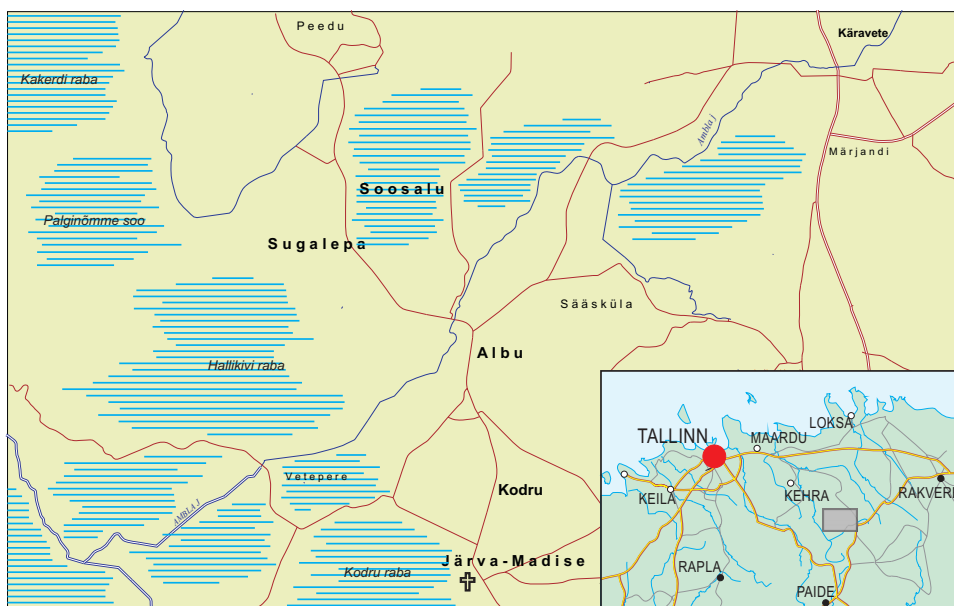 Peedu
Käravete
Kakerdi raba
Ambla j
Märjandi
Soosalu
Palginõmme soo
Sugalepa
Sääsküla
Albu
Hallikivi raba
LOKSA
TALLINN
MAARDU
Vetepere
KEHRA
RAKVERE
KEILA
Kodru
AMBLA J
Järva-Madise
RAPLA
Kodru raba
PAIDE